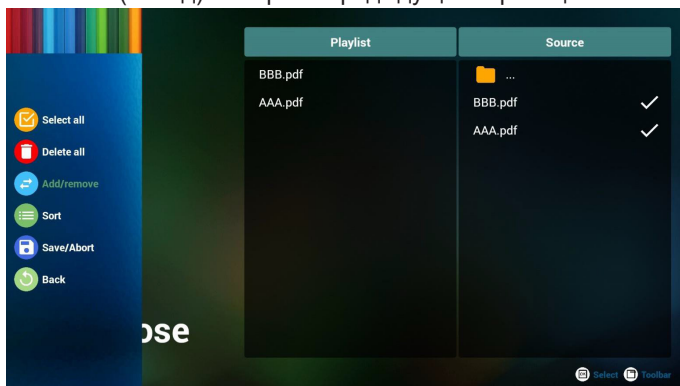 Playlist
Source
BBB.pdf
AAA.pdf
...
BBB.pdf
AAA.pdf
Select all
Delete all
Add/remove
Sort
Save/Abort
Back
ose
Select
Toolbar